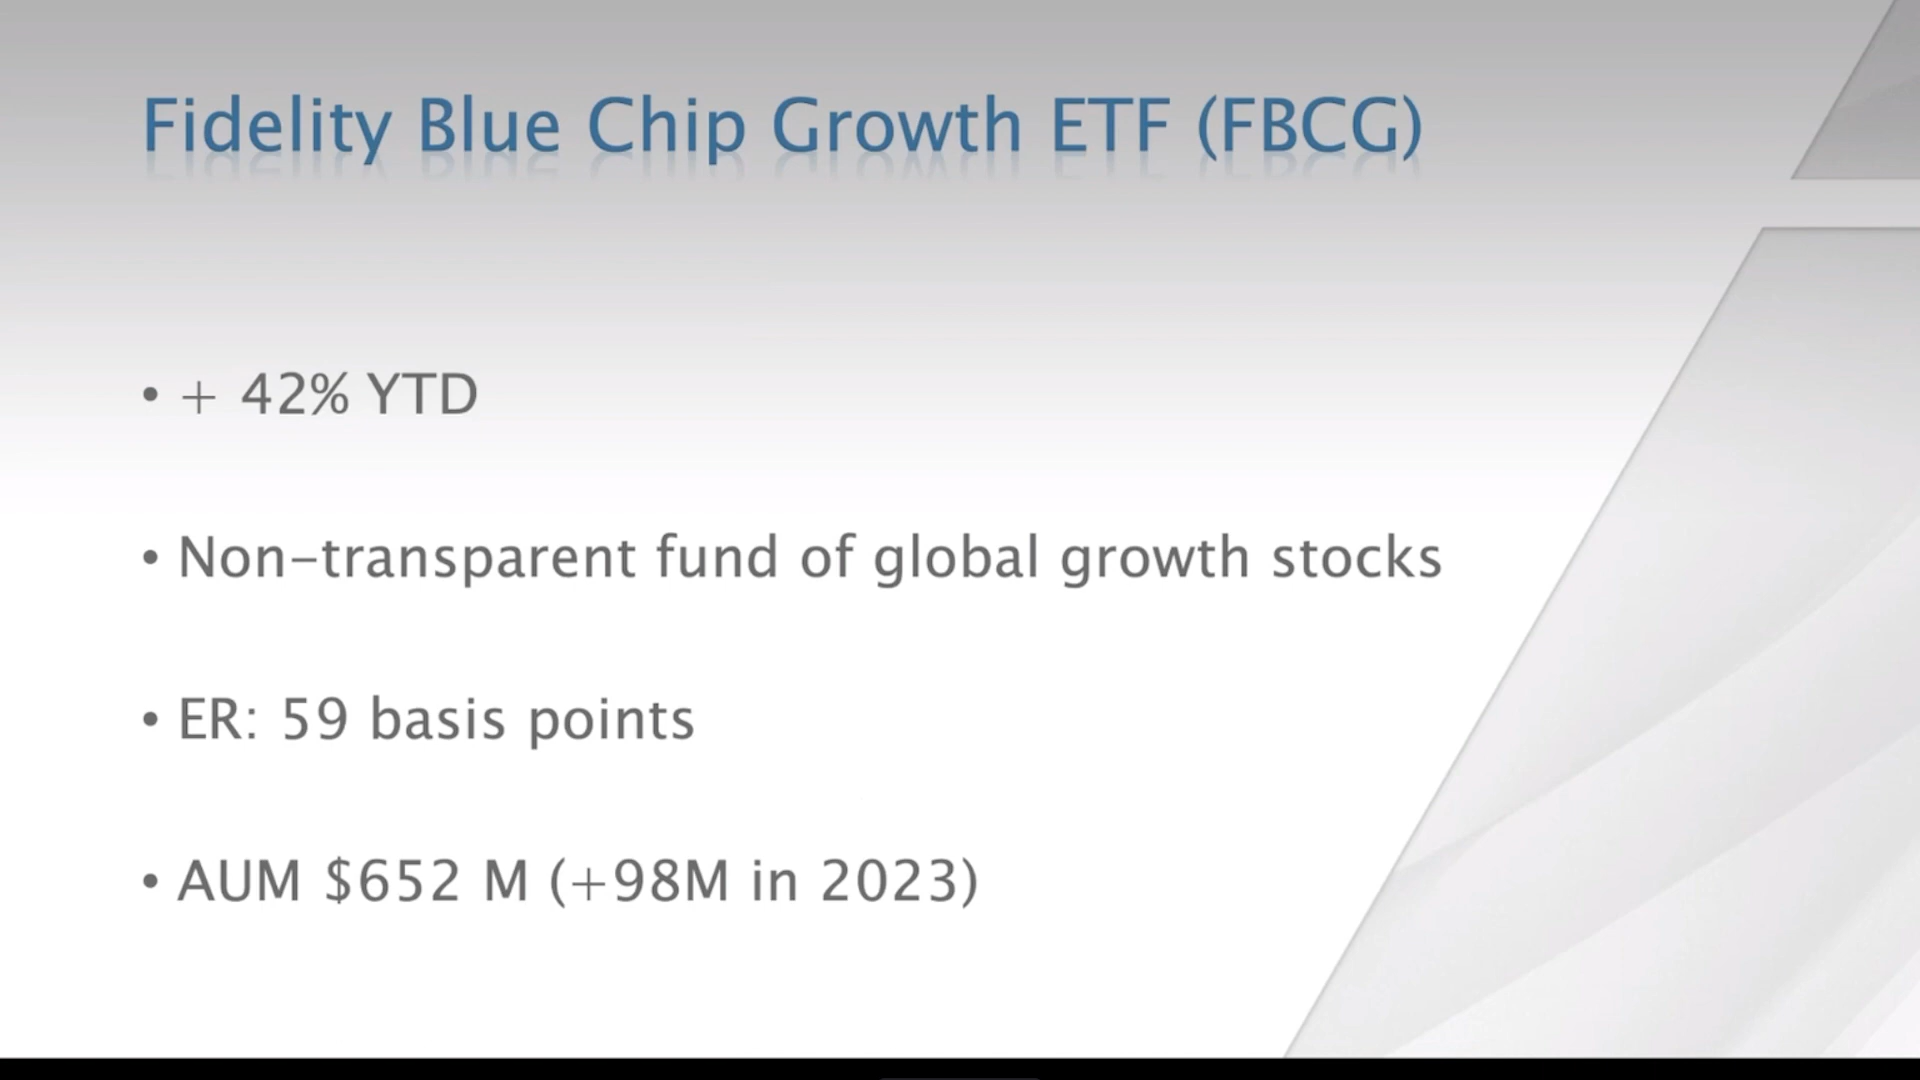 Fidelity Blue Chip Growth ETF (FBCG)
• + 42% YTD
• Non-transparent fund of global growth stocks
• ER: 59 basis points
• AUM $652 M (+98M in 2023)